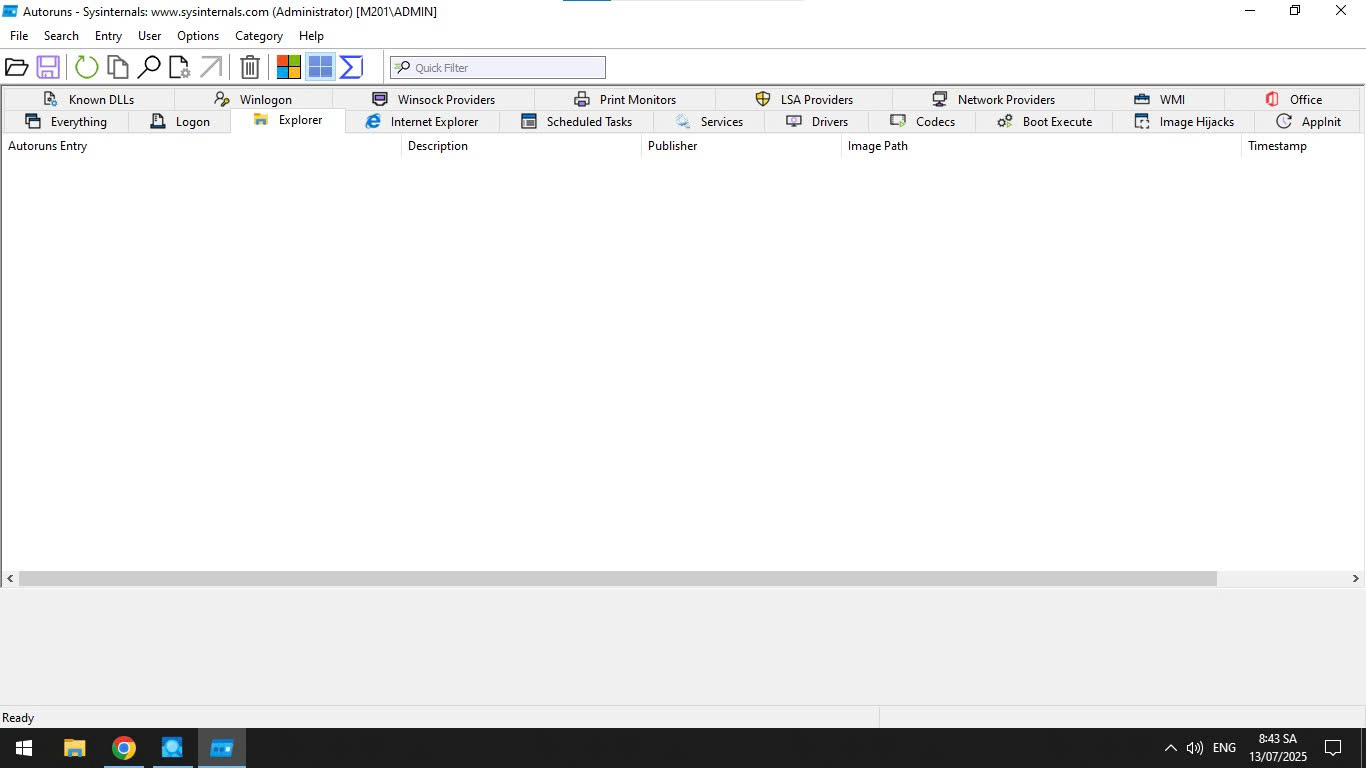 Autoruns - Sysinternals: www.sysinternals.com (Administrator) [M201\ADMIN]
File Search Entry User Options Category Help
Quick Filter
Known DLLs Winlogon Winsock Providers Print Monitors LSA Providers Network Providers WMI Office
Everything Logon Explorer Internet Explorer Scheduled Tasks Services Drivers Codecs Boot Execute Image Hijacks AppInit
Autoruns Entry Description Publisher Image Path Timestamp
Ready
ENG 8:43 SA
13/07/2025